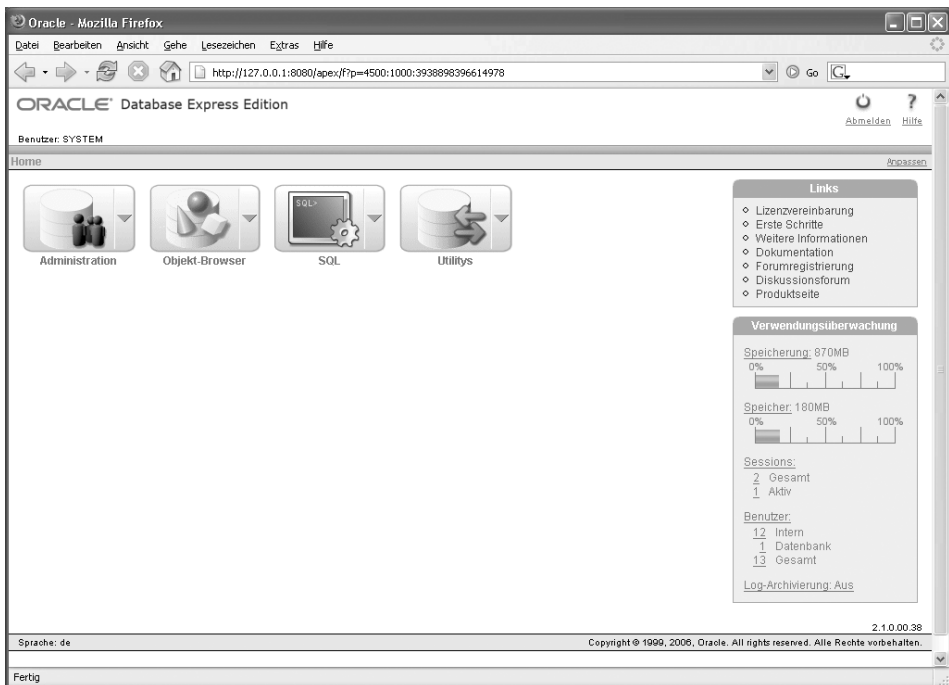 Oracle - Mozilla Firefox
Datei Bearbeiten Ansicht Gehe Lesezeichen Extras Hilfe
http://127.0.0.1:8080/apex/f?p=4500:1000:3938898396614978
Go
G
ORACLE Database Express Edition
Abmelden Hilfe
Benutzer: SYSTEM
Home
Anpassen
SQL>
Administration
Objekt-Browser
SQL
Utilitys
Links
Lizenzvereinbarung
Erste Schritte
Weitere Informationen
Dokumentation
Forumregistrierung
Diskussionsforum
Produktseite
Verwendungsüberwachung
Speicherung: 870MB
0% 50% 100%
Speicher: 180MB
0% 50% 100%
Sessions:
2 Gesamt
1 Aktiv
Benutzer:
12 Intern
1 Datenbank
13 Gesamt
Log-Archivierung: Aus
2.1.0.00.38
Sprache: de
Copyright © 1999, 2006, Oracle. All rights reserved. Alle Rechte vorbehalten.
Fertig